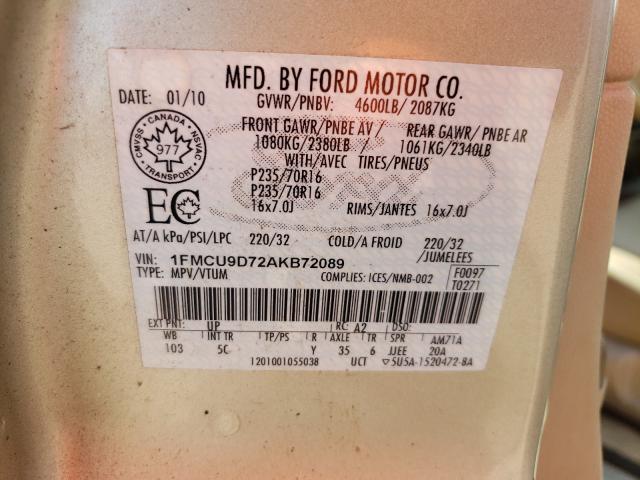 MFD. BY FORD MOTOR CO.
DATE: 01/10
GVWR/PNBV: 4600LB/ 2087KG
FRONT GAWR/PNBE AV / REAR GAWR/ PNBE AR
1080KG/2380LB / 1061KG/2340LB
WITH/AVEC TIRES/PNEUS
P235/70R16
P235/70R16
16x7.0J RIMS/JANTES 16x7.0J
CANADA
CMVSS NSVAC
977
TRANSPORT
EC
AT/A kPa/PSI/LPC 220/32 COLD/A FROID 220/32
/JUMELEES
VIN: 1FMCU9D72AKB72089
TYPE: MPV/VTUM COMPLIES: ICES/NMB-002
F0097
T0271
EXT PNT: UP RC: A2 DSO:
WB INT TR TP/PS R AXLE TR SPR AM71A
103 5C Y 35 6 JJEE 20A
1201001055038 UCT ▽5U5A-1520472-BA